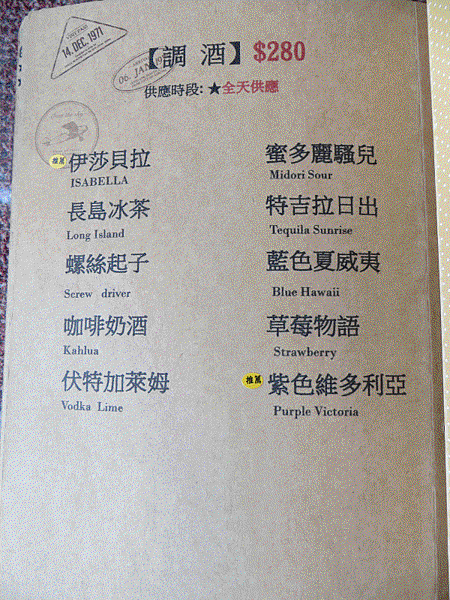 14. DEC. 1971
06. JAN
【調 酒】$280
供應時段: ★全天供應
推薦 伊莎貝拉
ISABELLA
長島冰茶
Long Island
螺絲起子
Screw driver
咖啡奶酒
Kahlua
伏特加萊姆
Vodka Lime
蜜多麗騷兒
Midori Sour
特吉拉日出
Tequila Sunrise
藍色夏威夷
Blue Hawaii
草莓物語
Strawberry
推薦 紫色維多利亞
Purple Victoria